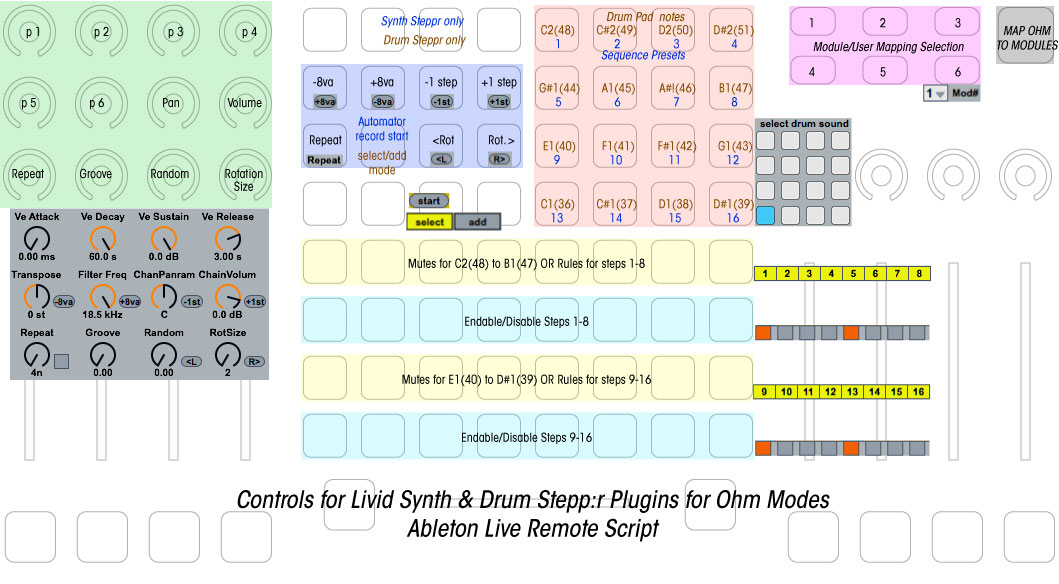 p 1
p 2
p 3
p 4
p 5
p 6
Pan
Volume
Repeat
Groove
Random
Rotation
Size
Ve Attack
Ve Decay
Ve Sustain
Ve Release
0.00 ms
60.0 s
0.0 dB
3.00 s
Transpose
Filter Freq
ChanPanram
ChainVolum
-8va
+8va
-1st
+1st
0 st
18.5 kHz
C
0.0 dB
Repeat
Groove
Random
RotSize
<L
R>
4n
0.00
0.00
2
Synth Steppr only
Drum Steppr only
-8va
+8va
-1 step
+1 step
+8va
-8va
-1st
+1st
Repeat
Automator
record start
<Rot
Rot. >
Repeat
select/add
mode
<L
R>
start
select
add
Drum Pad notes
C2(48)
C#2(49)
D2(50)
D#2(51)
1
2
3
4
Sequence Presets
G#1(44)
A1(45)
A#!(46)
B1(47)
5
6
7
8
E1(40)
F1(41)
F#1(42)
G1(43)
9
10
11
12
C1(36)
C#1(37)
D1(38)
D#1(39)
13
14
15
16
1
2
3
Module/User Mapping Selection
4
5
6
1
Mod#
MAP OHM
TO MODULES
select drum sound
Mutes for C2(48) to B1(47) OR Rules for steps 1-8
1 2 3 4 5 6 7 8
Endable/Disable Steps 1-8
Mutes for E1(40) to D#1(39) OR Rules for steps 9-16
9 10 11 12 13 14 15 16
Endable/Disable Steps 9-16
Controls for Livid Synth & Drum Stepp:r Plugins for Ohm Modes
Ableton Live Remote Script